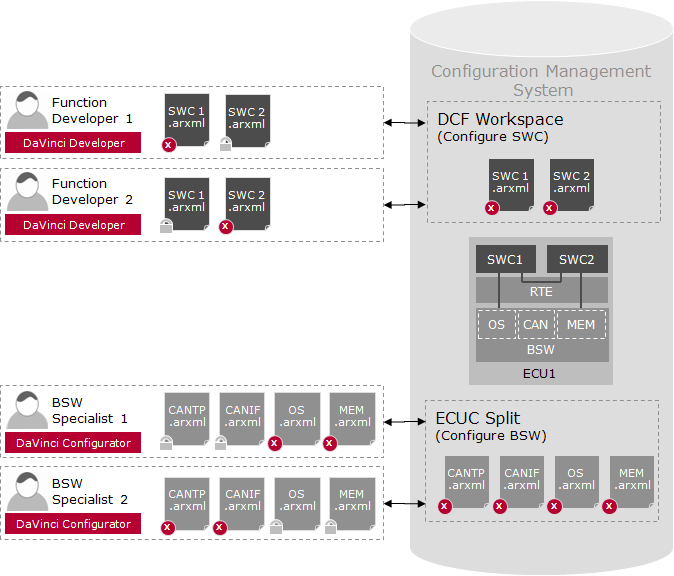 Configuration Management
System
Function
Developer 1
DaVinci Developer
SWC 1
.arxml
x
SWC 2
.arxml
DCF Workspace
(Configure SWC)
SWC 1
.arxml
x
SWC 2
.arxml
x
Function
Developer 2
DaVinci Developer
SWC 1
.arxml
SWC 2
.arxml
x
SWC1
SWC2
RTE
OS
CAN
MEM
BSW
ECU1
BSW
Specialist 1
DaVinci Configurator
CANTP
.arxml
CANIF
.arxml
OS
.arxml
x
MEM
.arxml
x
ECUC Split
(Configure BSW)
CANTP
.arxml
x
CANIF
.arxml
x
OS
.arxml
x
MEM
.arxml
x
BSW
Specialist 2
DaVinci Configurator
CANTP
.arxml
x
CANIF
.arxml
x
OS
.arxml
MEM
.arxml